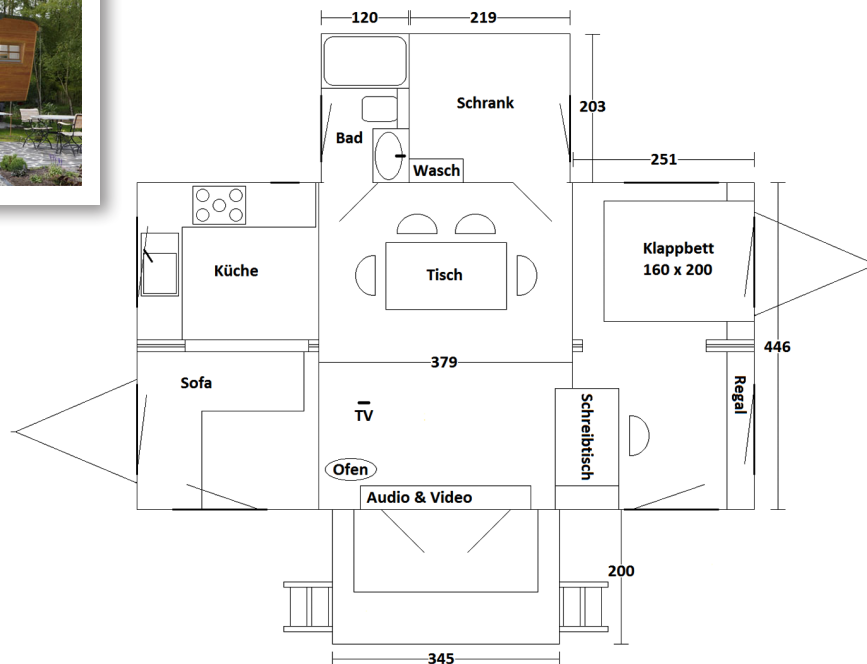 120
219
Schrank
203
Bad
Wasch
251
Küche
Tisch
Klappbett
160 x 200
446
379
Sofa
TV
Ofen
Audio & Video
Schreibtisch
Regal
200
345